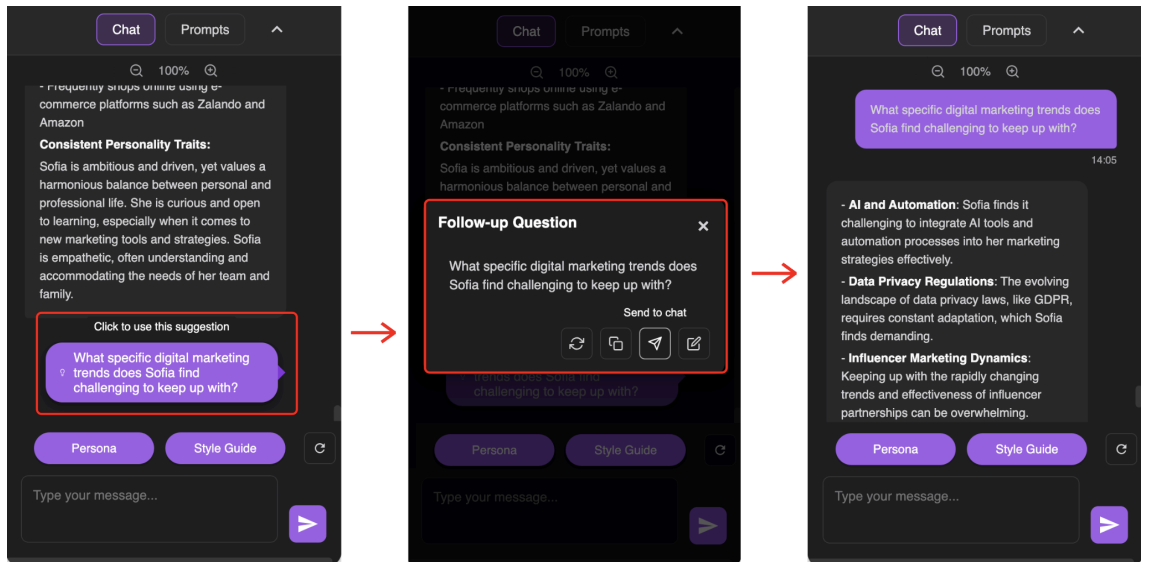 Chat Prompts
100%
- Frequently shops online using e-
commerce platforms such as Zalando and
Amazon
Consistent Personality Traits:
Sofia is ambitious and driven, yet values a
harmonious balance between personal and
professional life. She is curious and open
to learning, especially when it comes to
new marketing tools and strategies. Sofia
is empathetic, often understanding and
accommodating the needs of her team and
family.
Click to use this suggestion
What specific digital marketing
trends does Sofia find
challenging to keep up with?
Persona Style Guide
Type your message...
Chat Prompts
100%
- Frequently shops online using e-
commerce platforms such as Zalando and
Amazon
Consistent Personality Traits:
Sofia is ambitious and driven, yet values a
harmonious balance between personal and
Follow-up Question
What specific digital marketing trends does
Sofia find challenging to keep up with?
Send to chat
trends does Sofia find
challenging to keep up with?
Persona Style Guide
Type your message...
Chat Prompts
100%
What specific digital marketing trends does
Sofia find challenging to keep up with?
14:05
- AI and Automation: Sofia finds it
challenging to integrate AI tools and
automation processes into her marketing
strategies effectively.
- Data Privacy Regulations: The evolving
landscape of data privacy laws, like GDPR,
requires constant adaptation, which Sofia
finds demanding.
- Influencer Marketing Dynamics:
Keeping up with the rapidly changing
trends and effectiveness of influencer
partnerships can be overwhelming.
Persona Style Guide
Type your message...